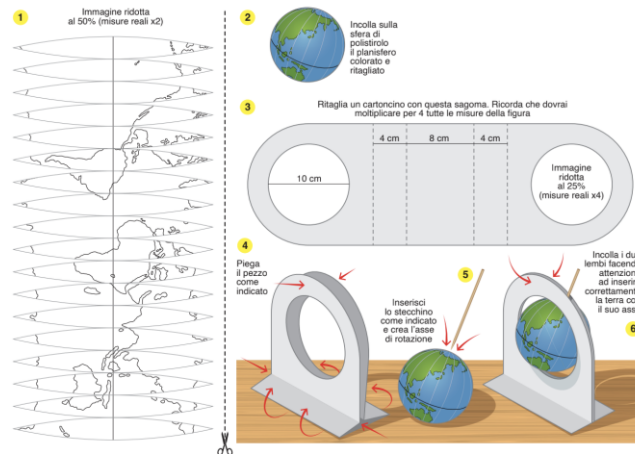 1
Immagine ridotta
al 50% (misure reali x2)
2
Incolla sulla
sfera di
polistirolo
il planisfero
colorato e
ritagliato
3
Ritaglia un cartoncino con questa sagoma. Ricorda che dovrai
moltiplicare per 4 tutte le misure della figura
4 cm
8 cm
4 cm
10 cm
Immagine
ridotta
al 25%
(misure reali x4)
4
Piega
il pezzo
come
indicato
5
Inserisci
lo stecchino
come indicato
e crea l'asse
di rotazione
Incolla i du
lembi facend
attenzion
ad inserir
correttament
la terra co
il suo ass
6